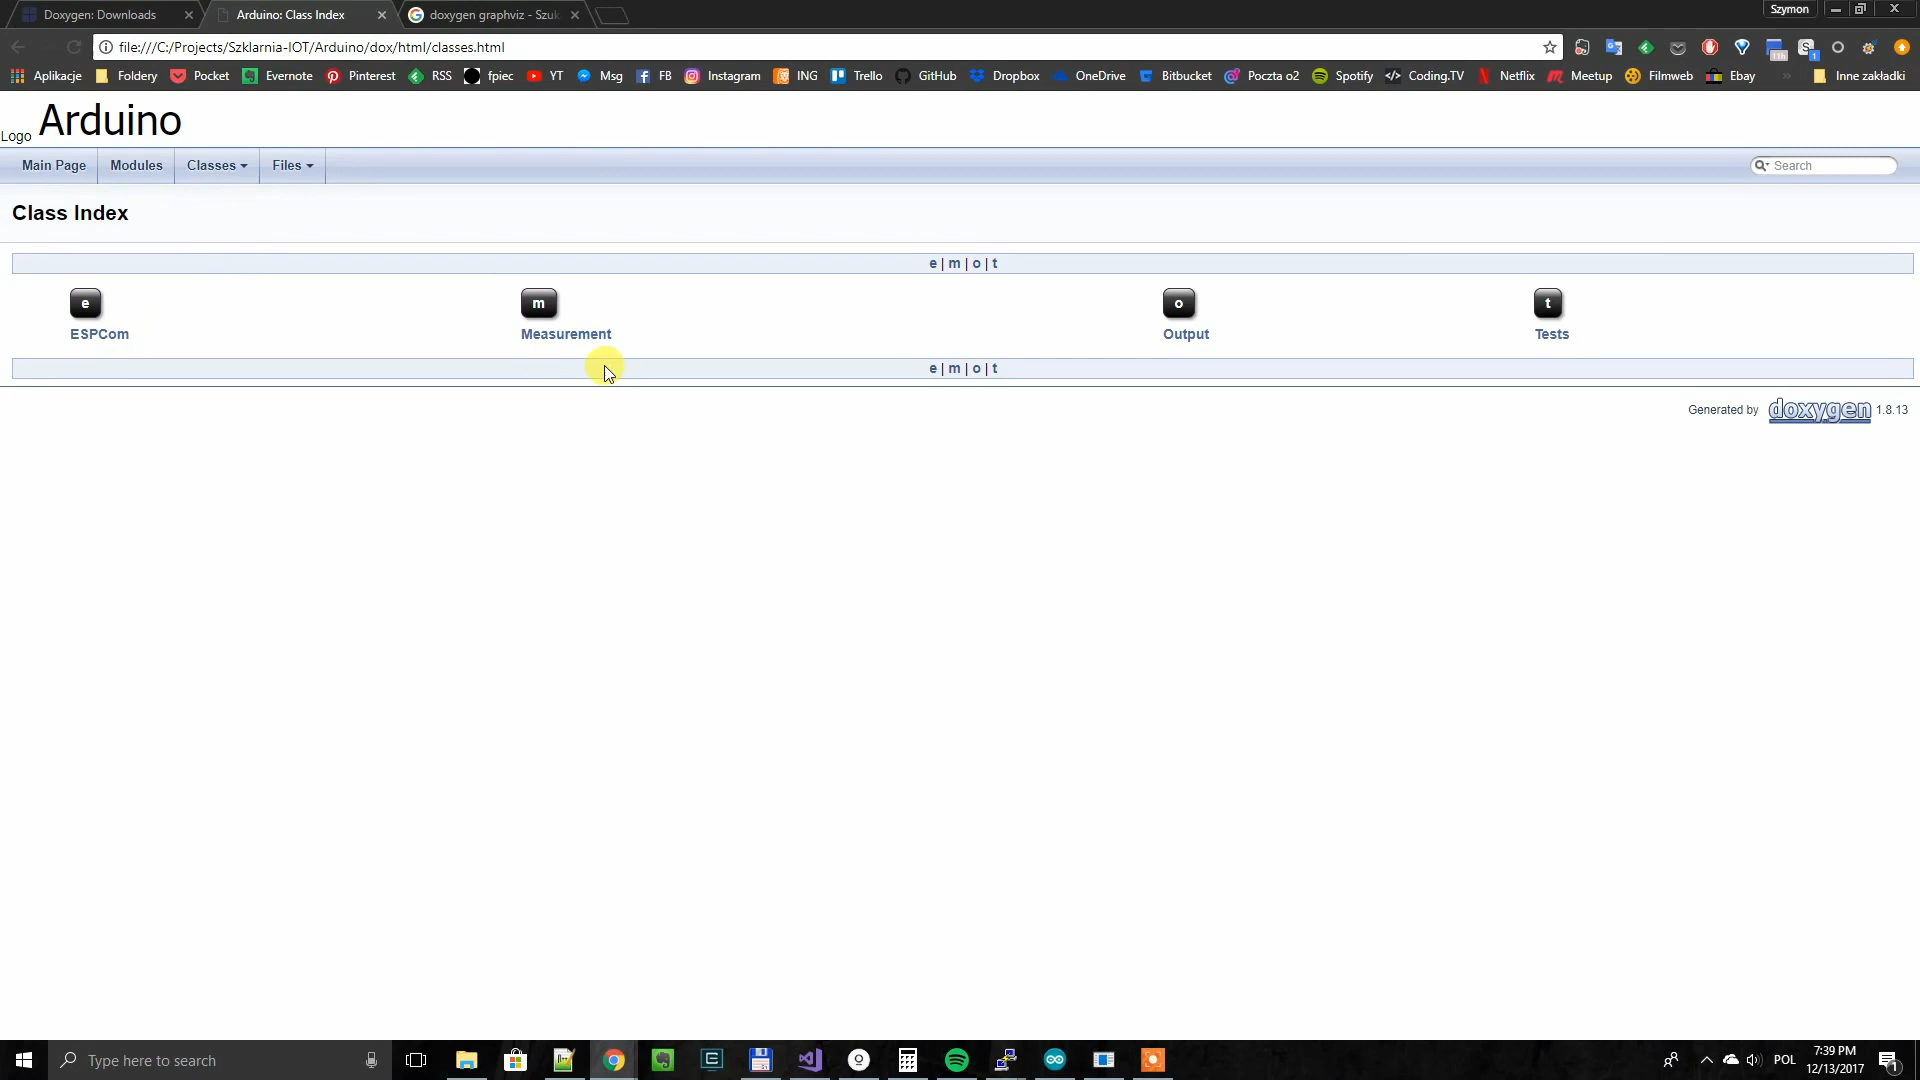 Doxygen: Downloads
Arduino: Class Index
doxygen graphviz - Szuk
Szymon
file:///C:/Projects/Szklarnia-IOT/Arduino/dox/html/classes.html
11h
S
1
Aplikacje Foldery Pocket Evernote Pinterest RSS fpiec YT Msg FB Instagram ING Trello GitHub Dropbox OneDrive Bitbucket Poczta o2 Spotify Coding.TV Netflix Meetup Filmweb Ebay » Inne zakładki
Logo Arduino
Main Page Modules Classes Files
Search
Class Index
e | m | o | t
e m o t
ESPCom Measurement Output Tests
e | m | o | t
Generated by doxygen 1.8.13
Type here to search
POL
7:39 PM
12/13/2017
1